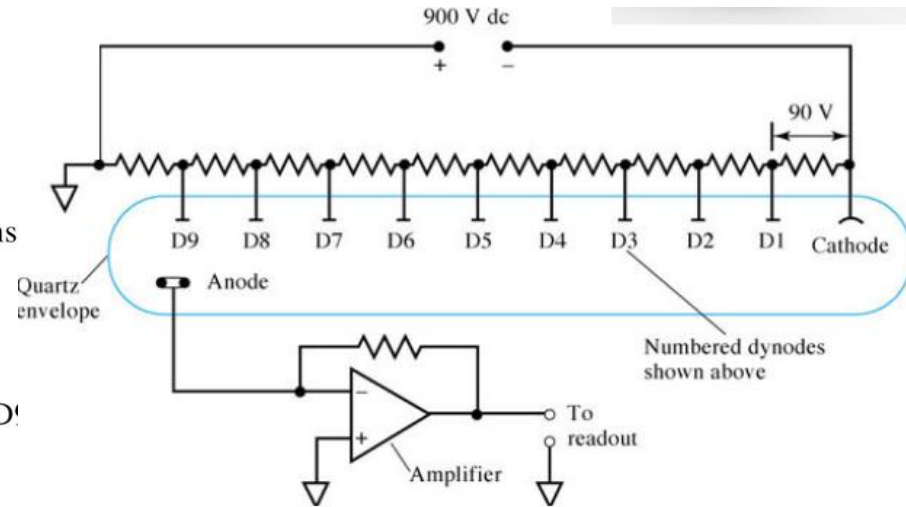 900 V dc
+
−
90 V
D9
D8
D7
D6
D5
D4
D3
D2
D1
Cathode
Anode
Quartz
envelope
Numbered dynodes
shown above
−
+
Amplifier
To
readout